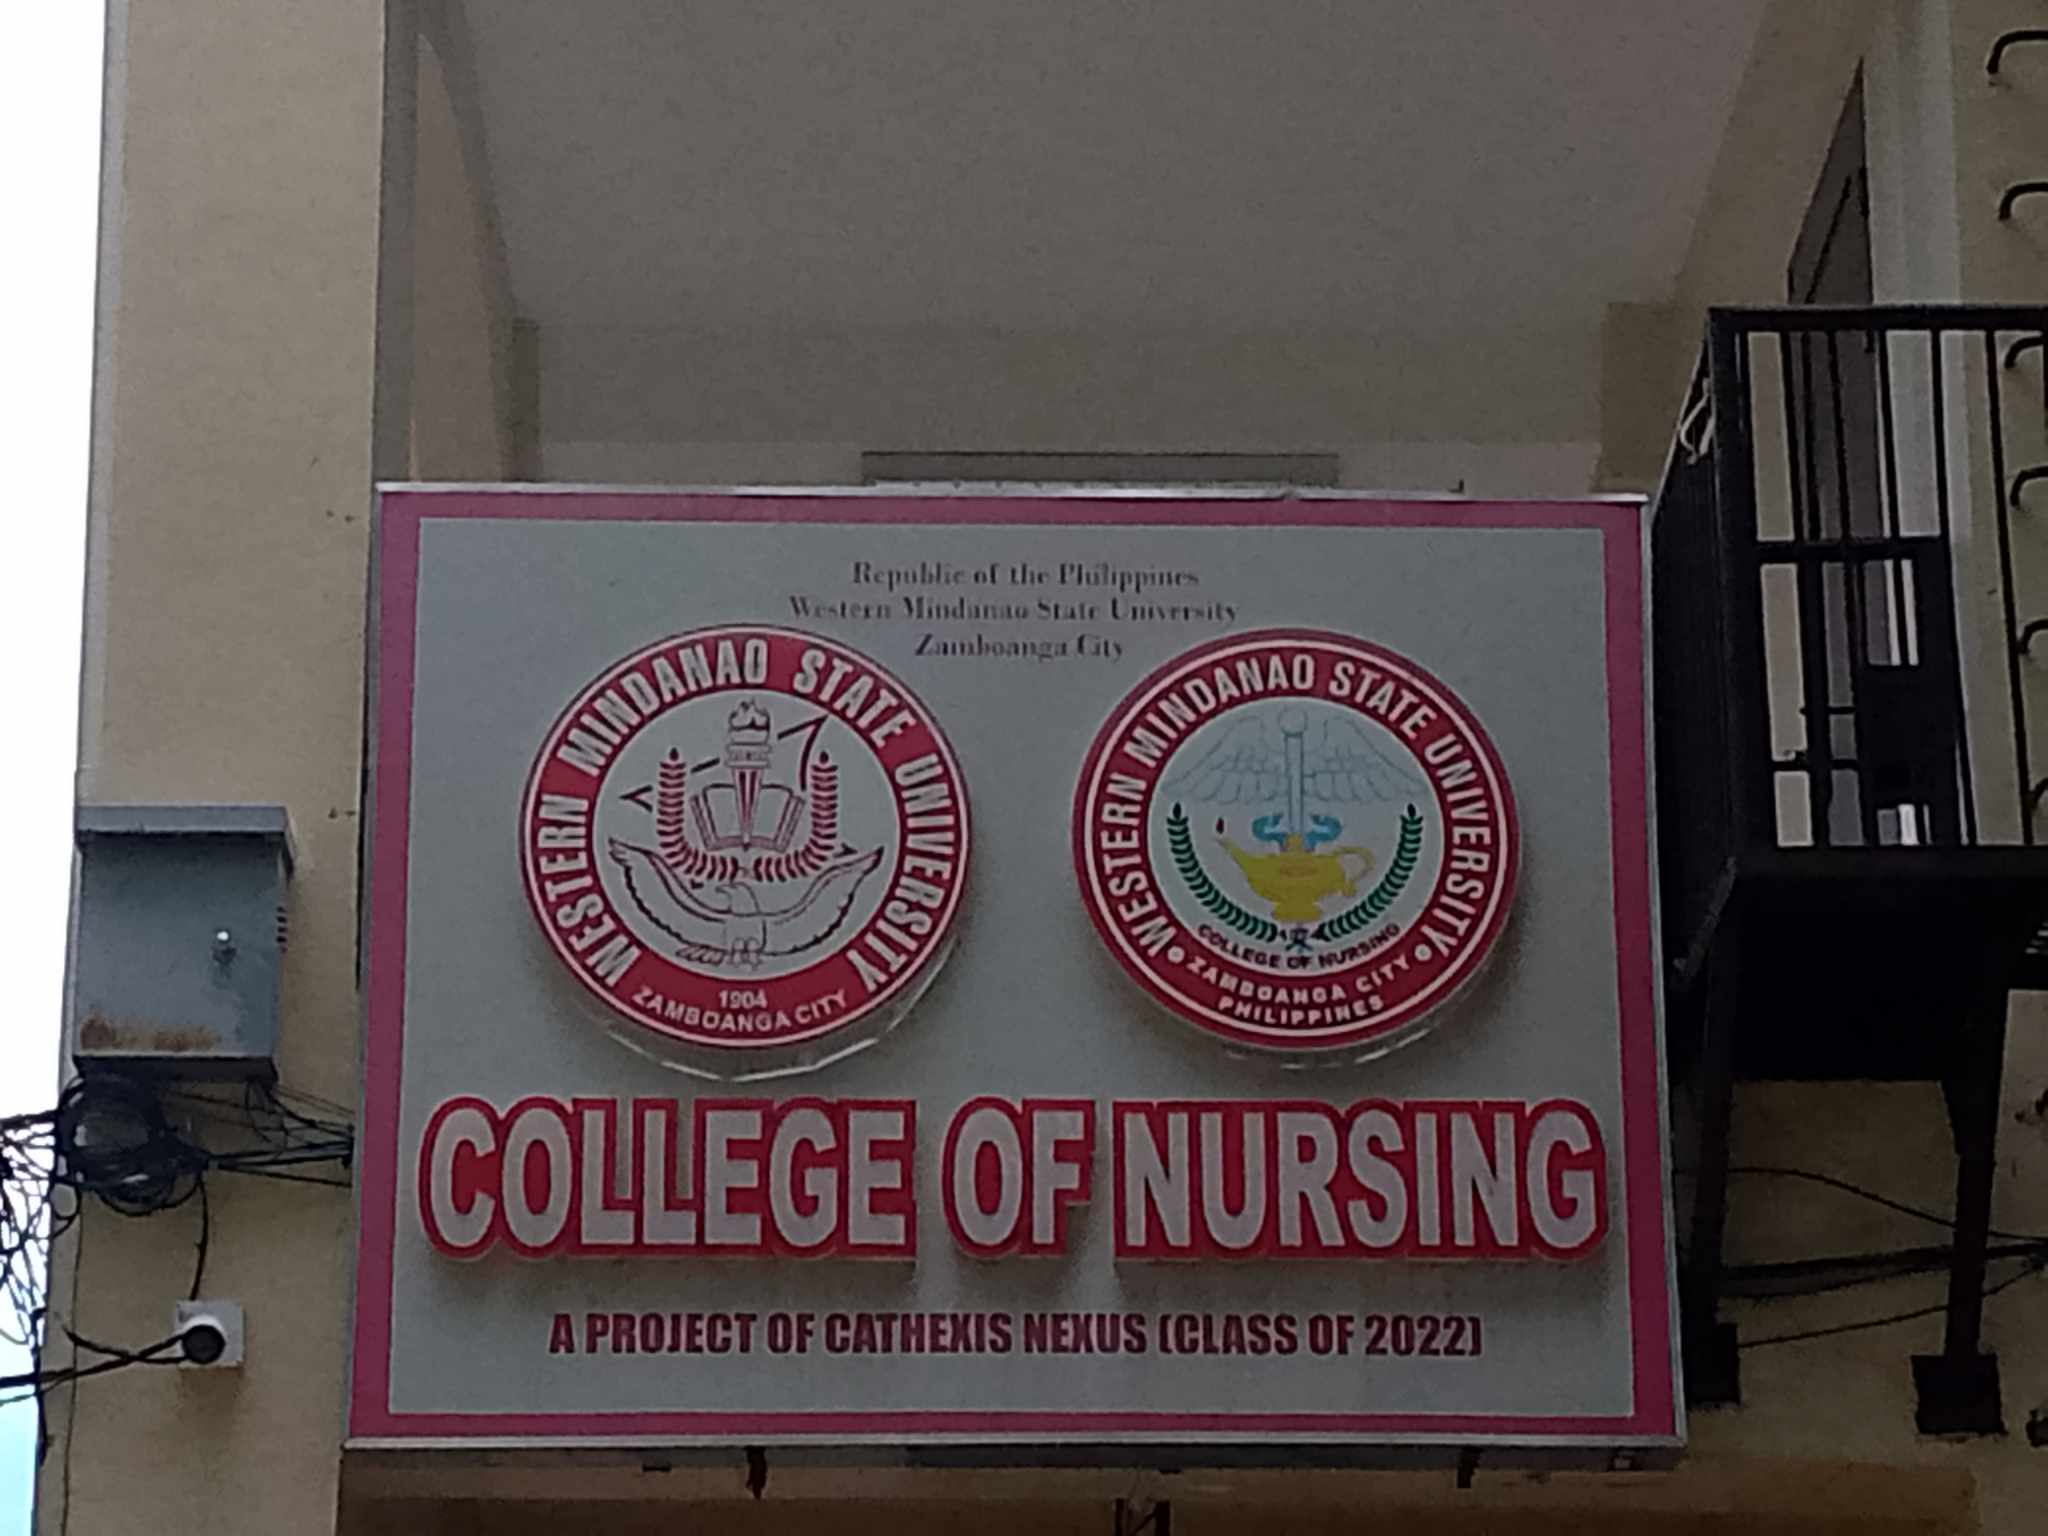 Republic of the Philippines
Western Mindanao State University
Zamboanga City
WESTERN MINDANAO STATE UNIVERSITY
1904
ZAMBOANGA CITY
WESTERN MINDANAO STATE UNIVERSITY
COLLEGE OF NURSING
ZAMBOANGA CITY
PHILIPPINES
COLLEGE OF NURSING
A PROJECT OF CATHEXIS NEXUS (CLASS OF 2022)